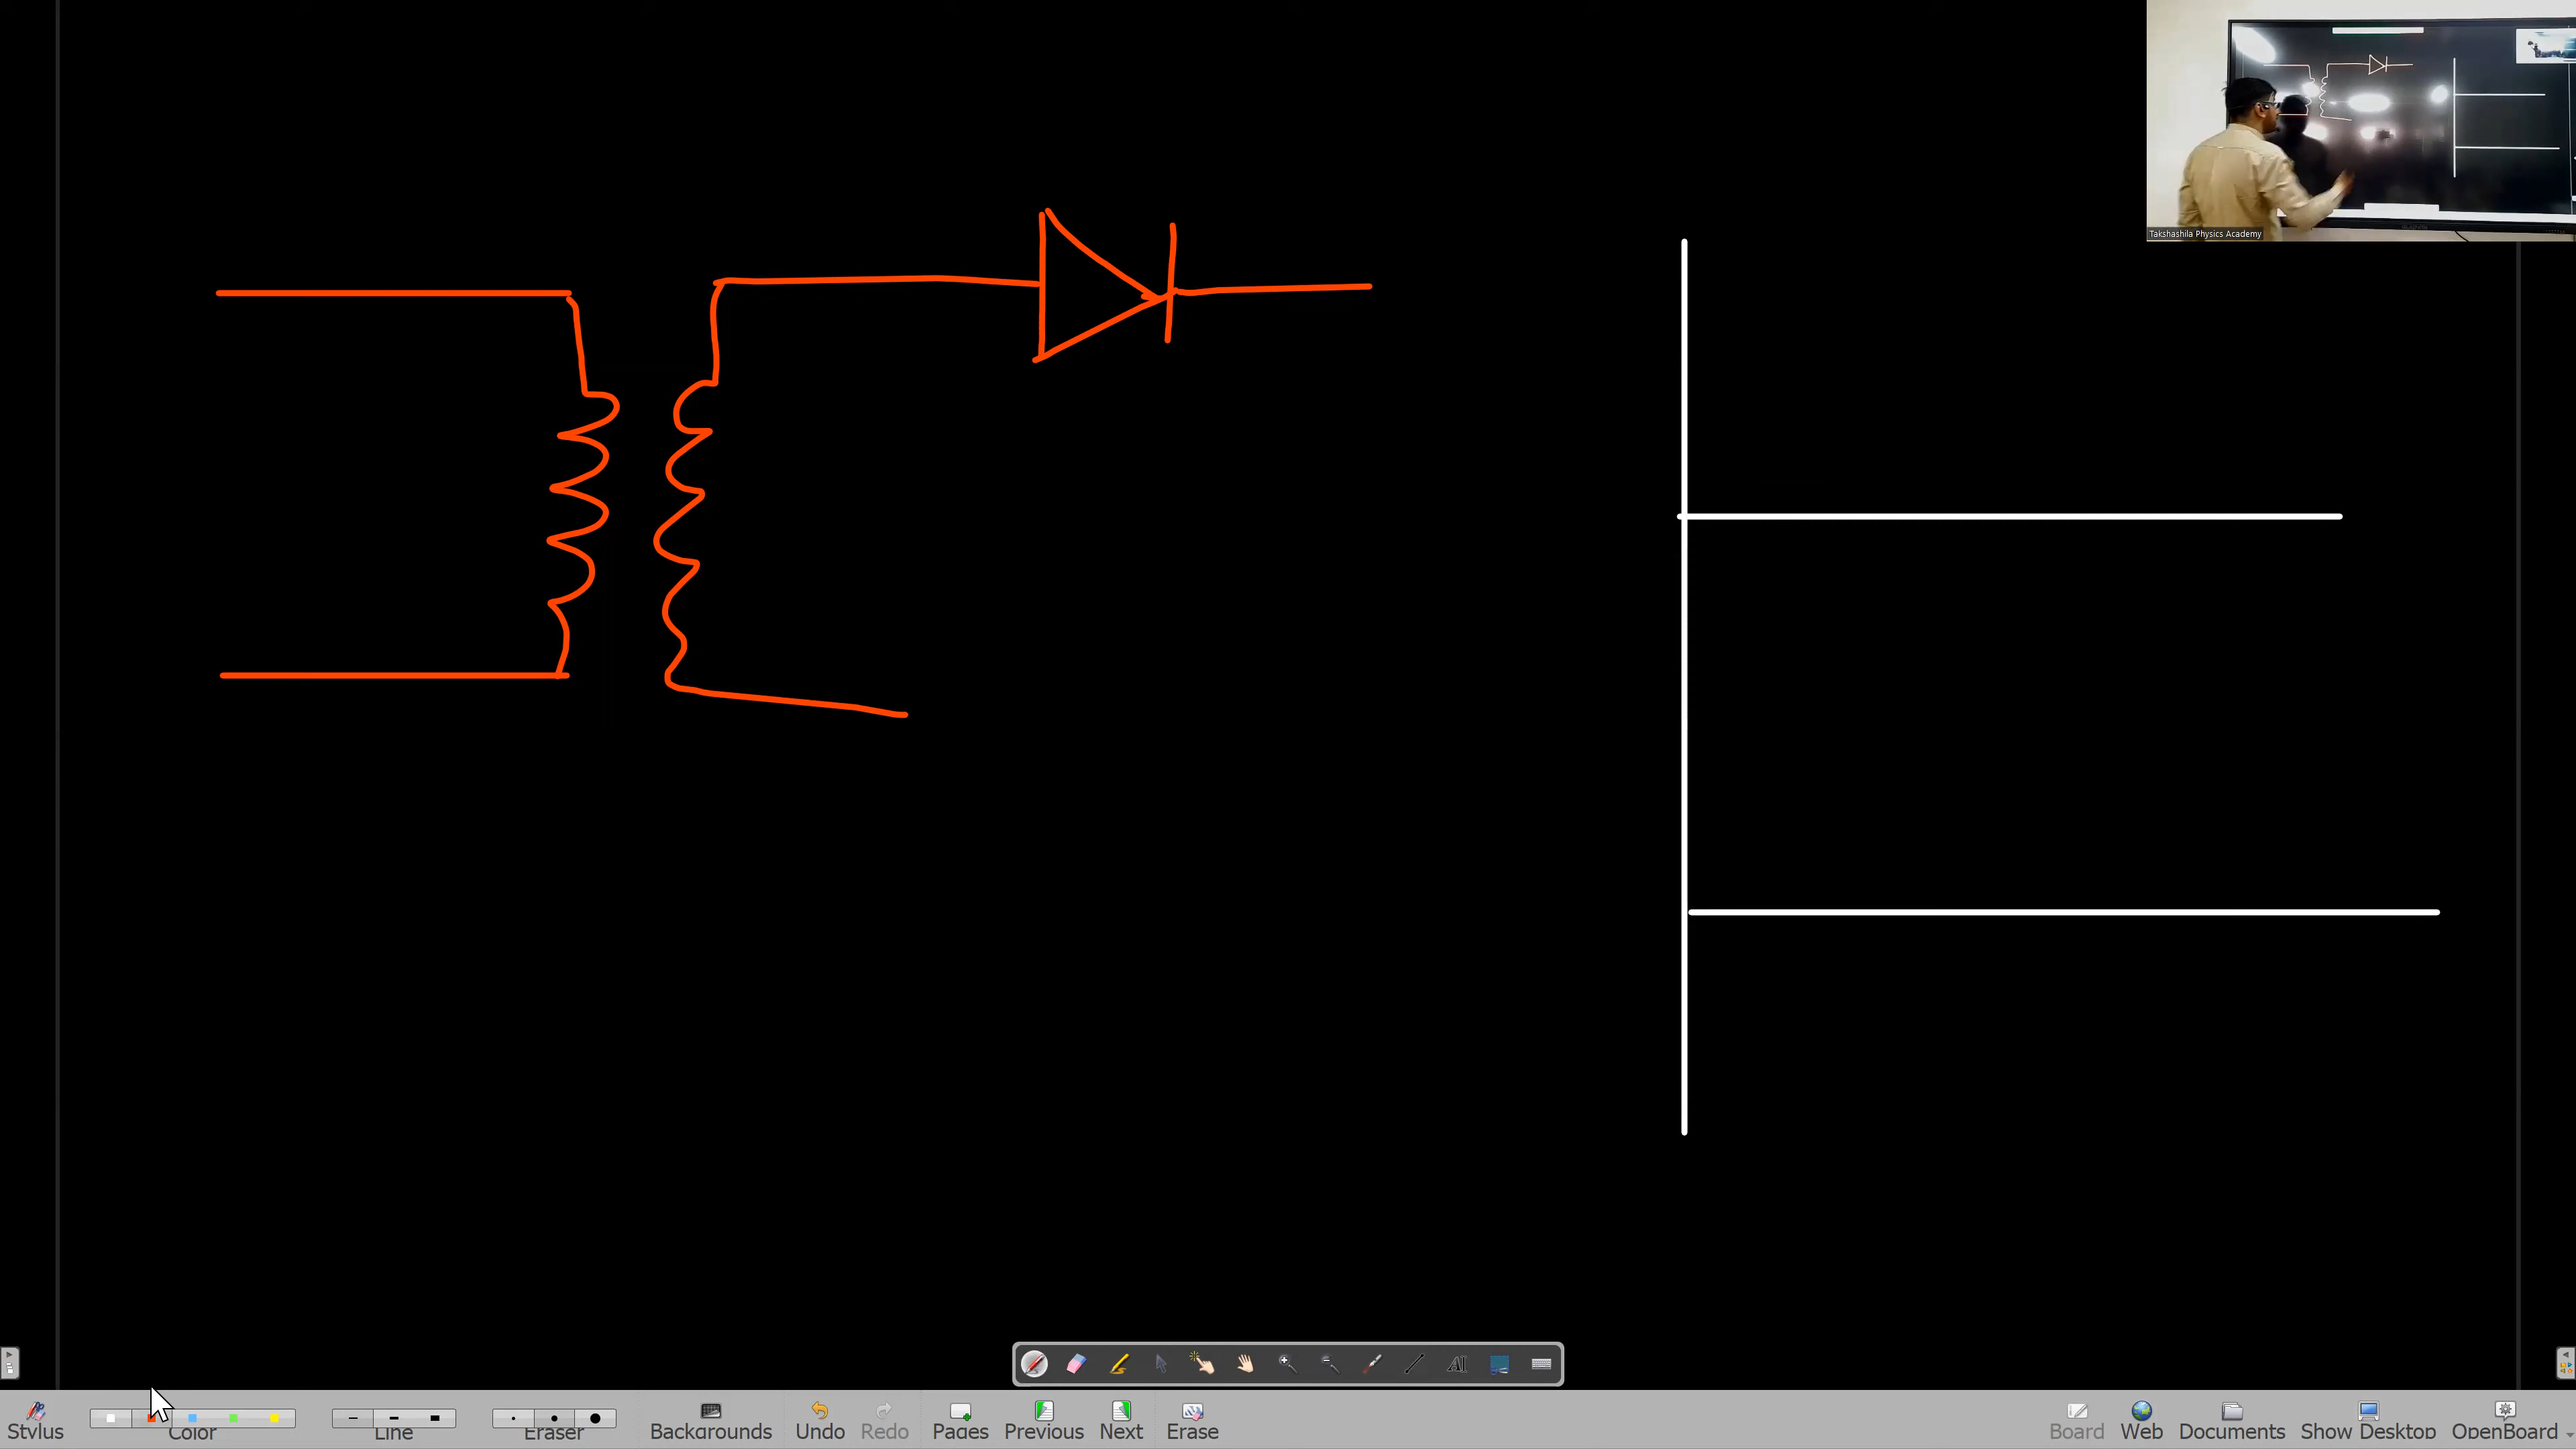 Takshashila Physics Academy
Stylus
Color
Line
Eraser
Backgrounds
Undo
Redo
Pages
Previous
Next
Erase
Board
Web
Documents
Show Desktop
OpenBoard